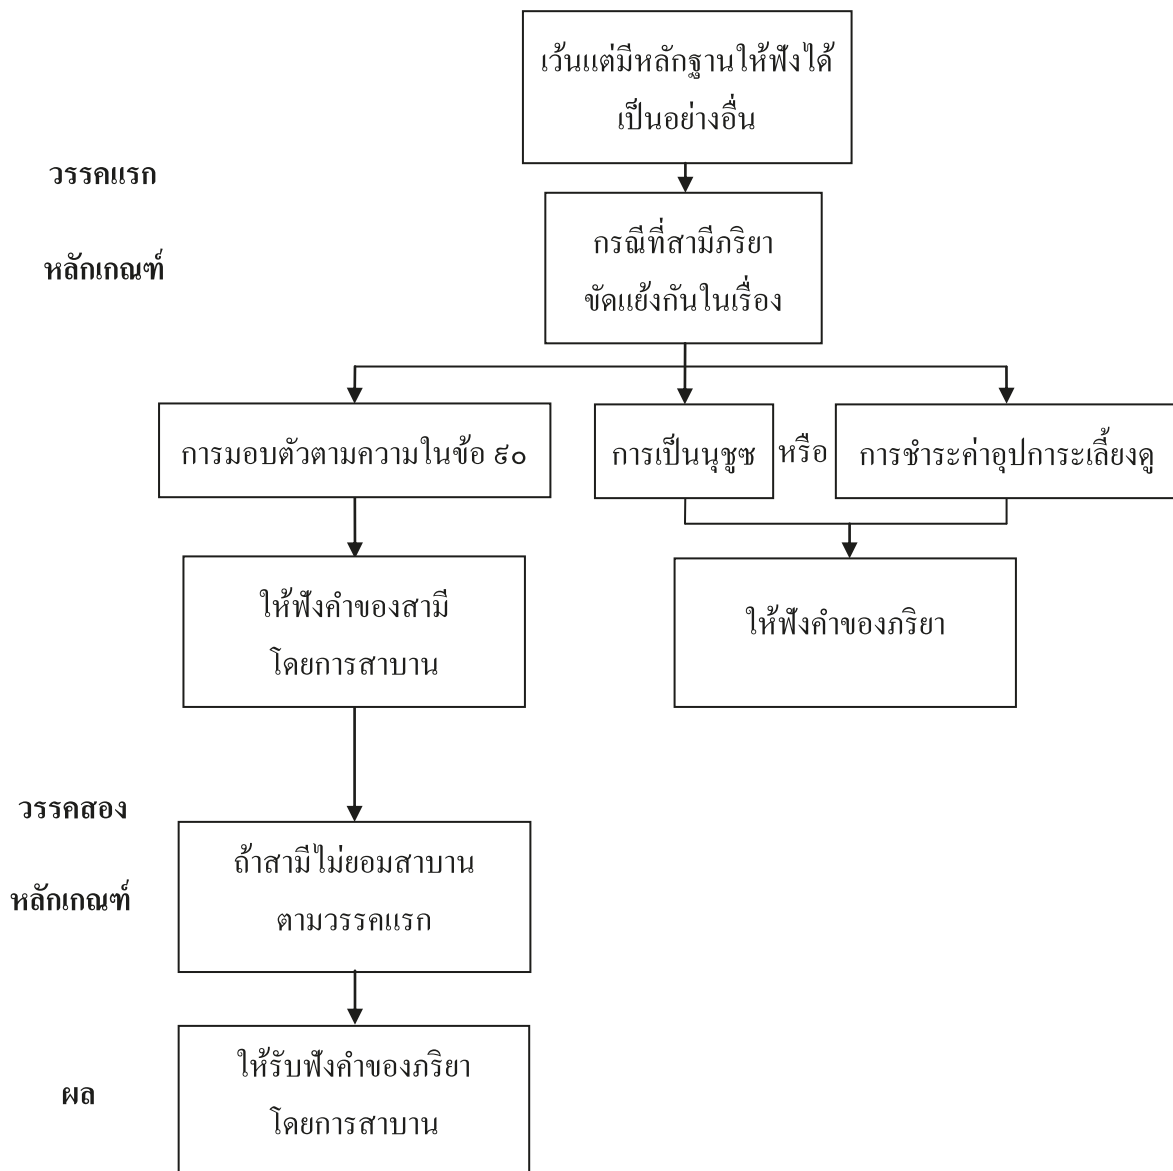 เว้นแต่มีหลักฐานให้ฟังได้
เป็นอย่างอื่น
วรรคแรก
หลักเกณฑ์
กรณีที่สามีภริยา
ขัดแย้งกันในเรื่อง
การมอบตัวตามความในข้อ ๙๐
การเป็นนุชูซ
หรือ
การชำระค่าอุปการะเลี้ยงดู
ให้ฟังคำของสามี
โดยการสาบาน
ให้ฟังคำของภริยา
วรรคสอง
หลักเกณฑ์
ถ้าสามีไม่ยอมสาบาน
ตามวรรคแรก
ผล
ให้รับฟังคำของภริยา
โดยการสาบาน